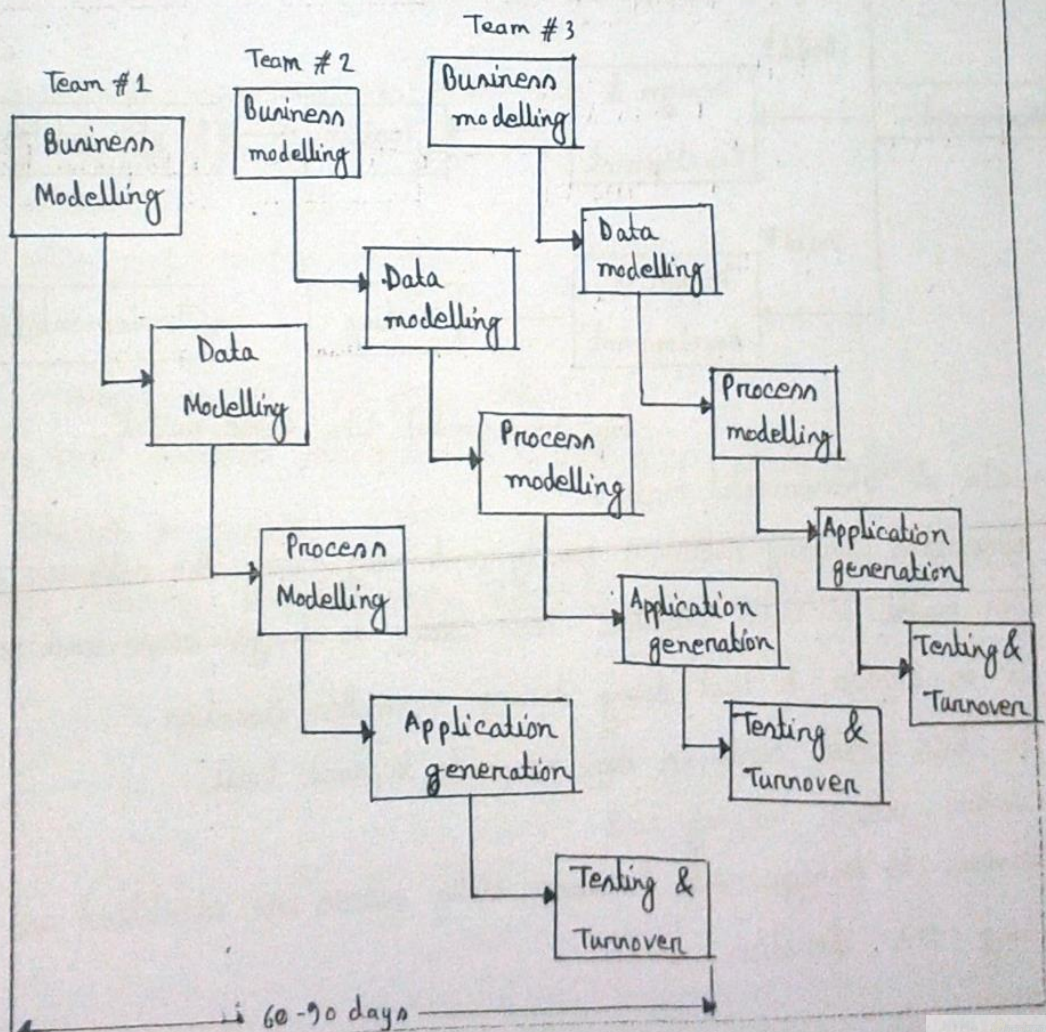 Team #1
Business
Modelling
Data
Modelling
Process
Modelling
Application
generation
Testing &
Turnover
Team #2
Business
modelling
Data
modelling
Process
modelling
Application
generation
Testing &
Turnover
Team #3
Business
modelling
Data
modelling
Process
modelling
Application
generation
Testing &
Turnover
60-90 days